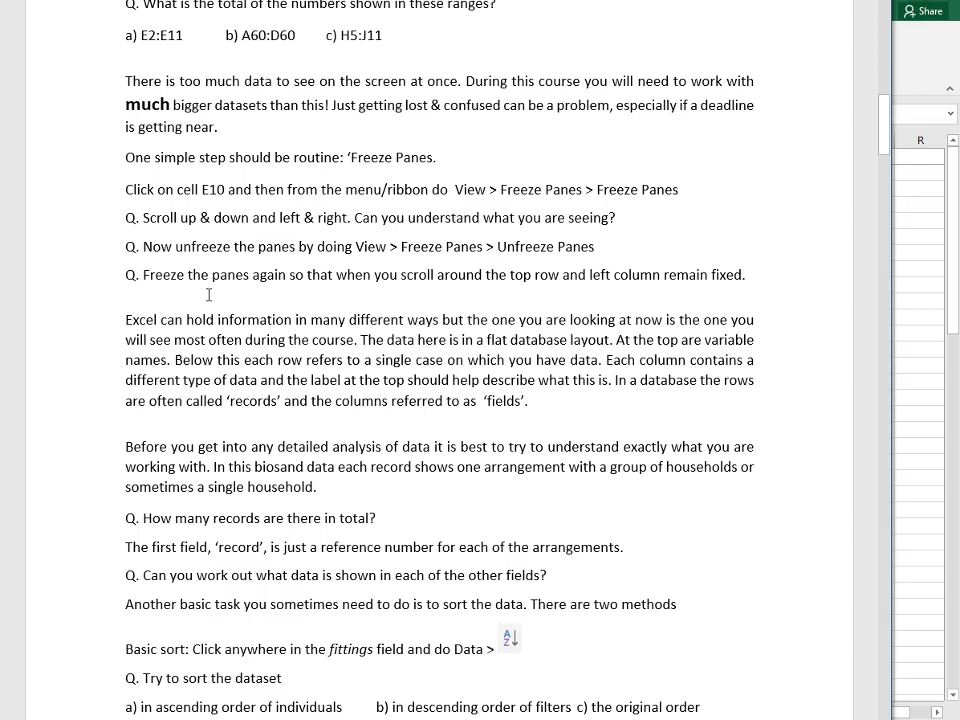 Q. What is the total of the numbers shown in these ranges?
Share
a) E2:E11 b) A60:D60 c) H5:J11
There is too much data to see on the screen at once. During this course you will need to work with
much bigger datasets than this! Just getting lost & confused can be a problem, especially if a deadline
is getting near.
R
One simple step should be routine: ‘Freeze Panes.
Click on cell E10 and then from the menu/ribbon do View > Freeze Panes > Freeze Panes
Q. Scroll up & down and left & right. Can you understand what you are seeing?
Q. Now unfreeze the panes by doing View > Freeze Panes > Unfreeze Panes
Q. Freeze the panes again so that when you scroll around the top row and left column remain fixed.
Excel can hold information in many different ways but the one you are looking at now is the one you
will see most often during the course. The data here is in a flat database layout. At the top are variable
names. Below this each row refers to a single case on which you have data. Each column contains a
different type of data and the label at the top should help describe what this is. In a database the rows
are often called ‘records’ and the columns referred to as ‘fields’.
Before you get into any detailed analysis of data it is best to try to understand exactly what you are
working with. In this biosand data each record shows one arrangement with a group of households or
sometimes a single household.
Q. How many records are there in total?
The first field, ‘record’, is just a reference number for each of the arrangements.
Q. Can you work out what data is shown in each of the other fields?
Another basic task you sometimes need to do is to sort the data. There are two methods
Basic sort: Click anywhere in the fittings field and do Data > AZ
Q. Try to sort the dataset
a) in ascending order of individuals b) in descending order of filters c) the original order